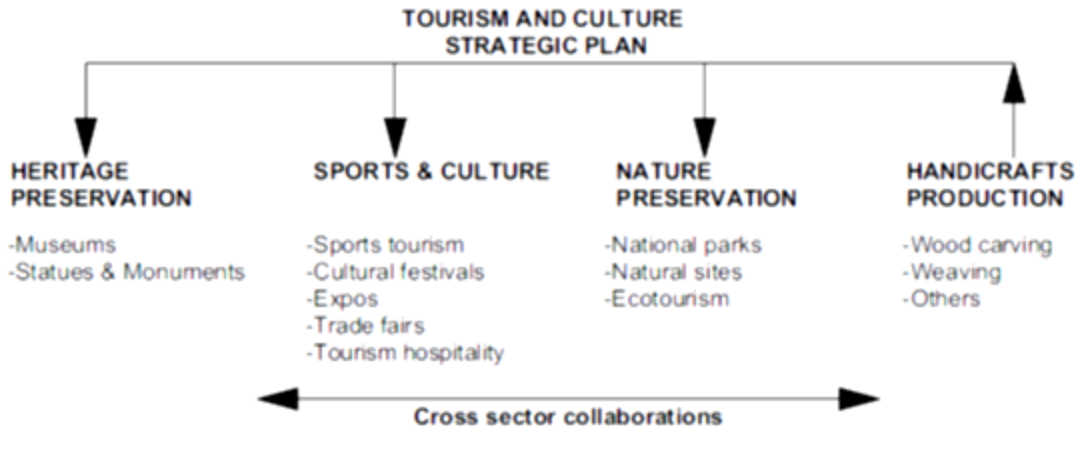 TOURISM AND CULTURE
STRATEGIC PLAN
HERITAGE
PRESERVATION
-Museums
-Statues & Monuments
SPORTS & CULTURE
-Sports tourism
-Cultural festivals
-Expos
-Trade fairs
-Tourism hospitality
NATURE
PRESERVATION
-National parks
-Natural sites
-Ecotourism
HANDICRAFTS
PRODUCTION
-Wood carving
-Weaving
-Others
Cross sector collaborations